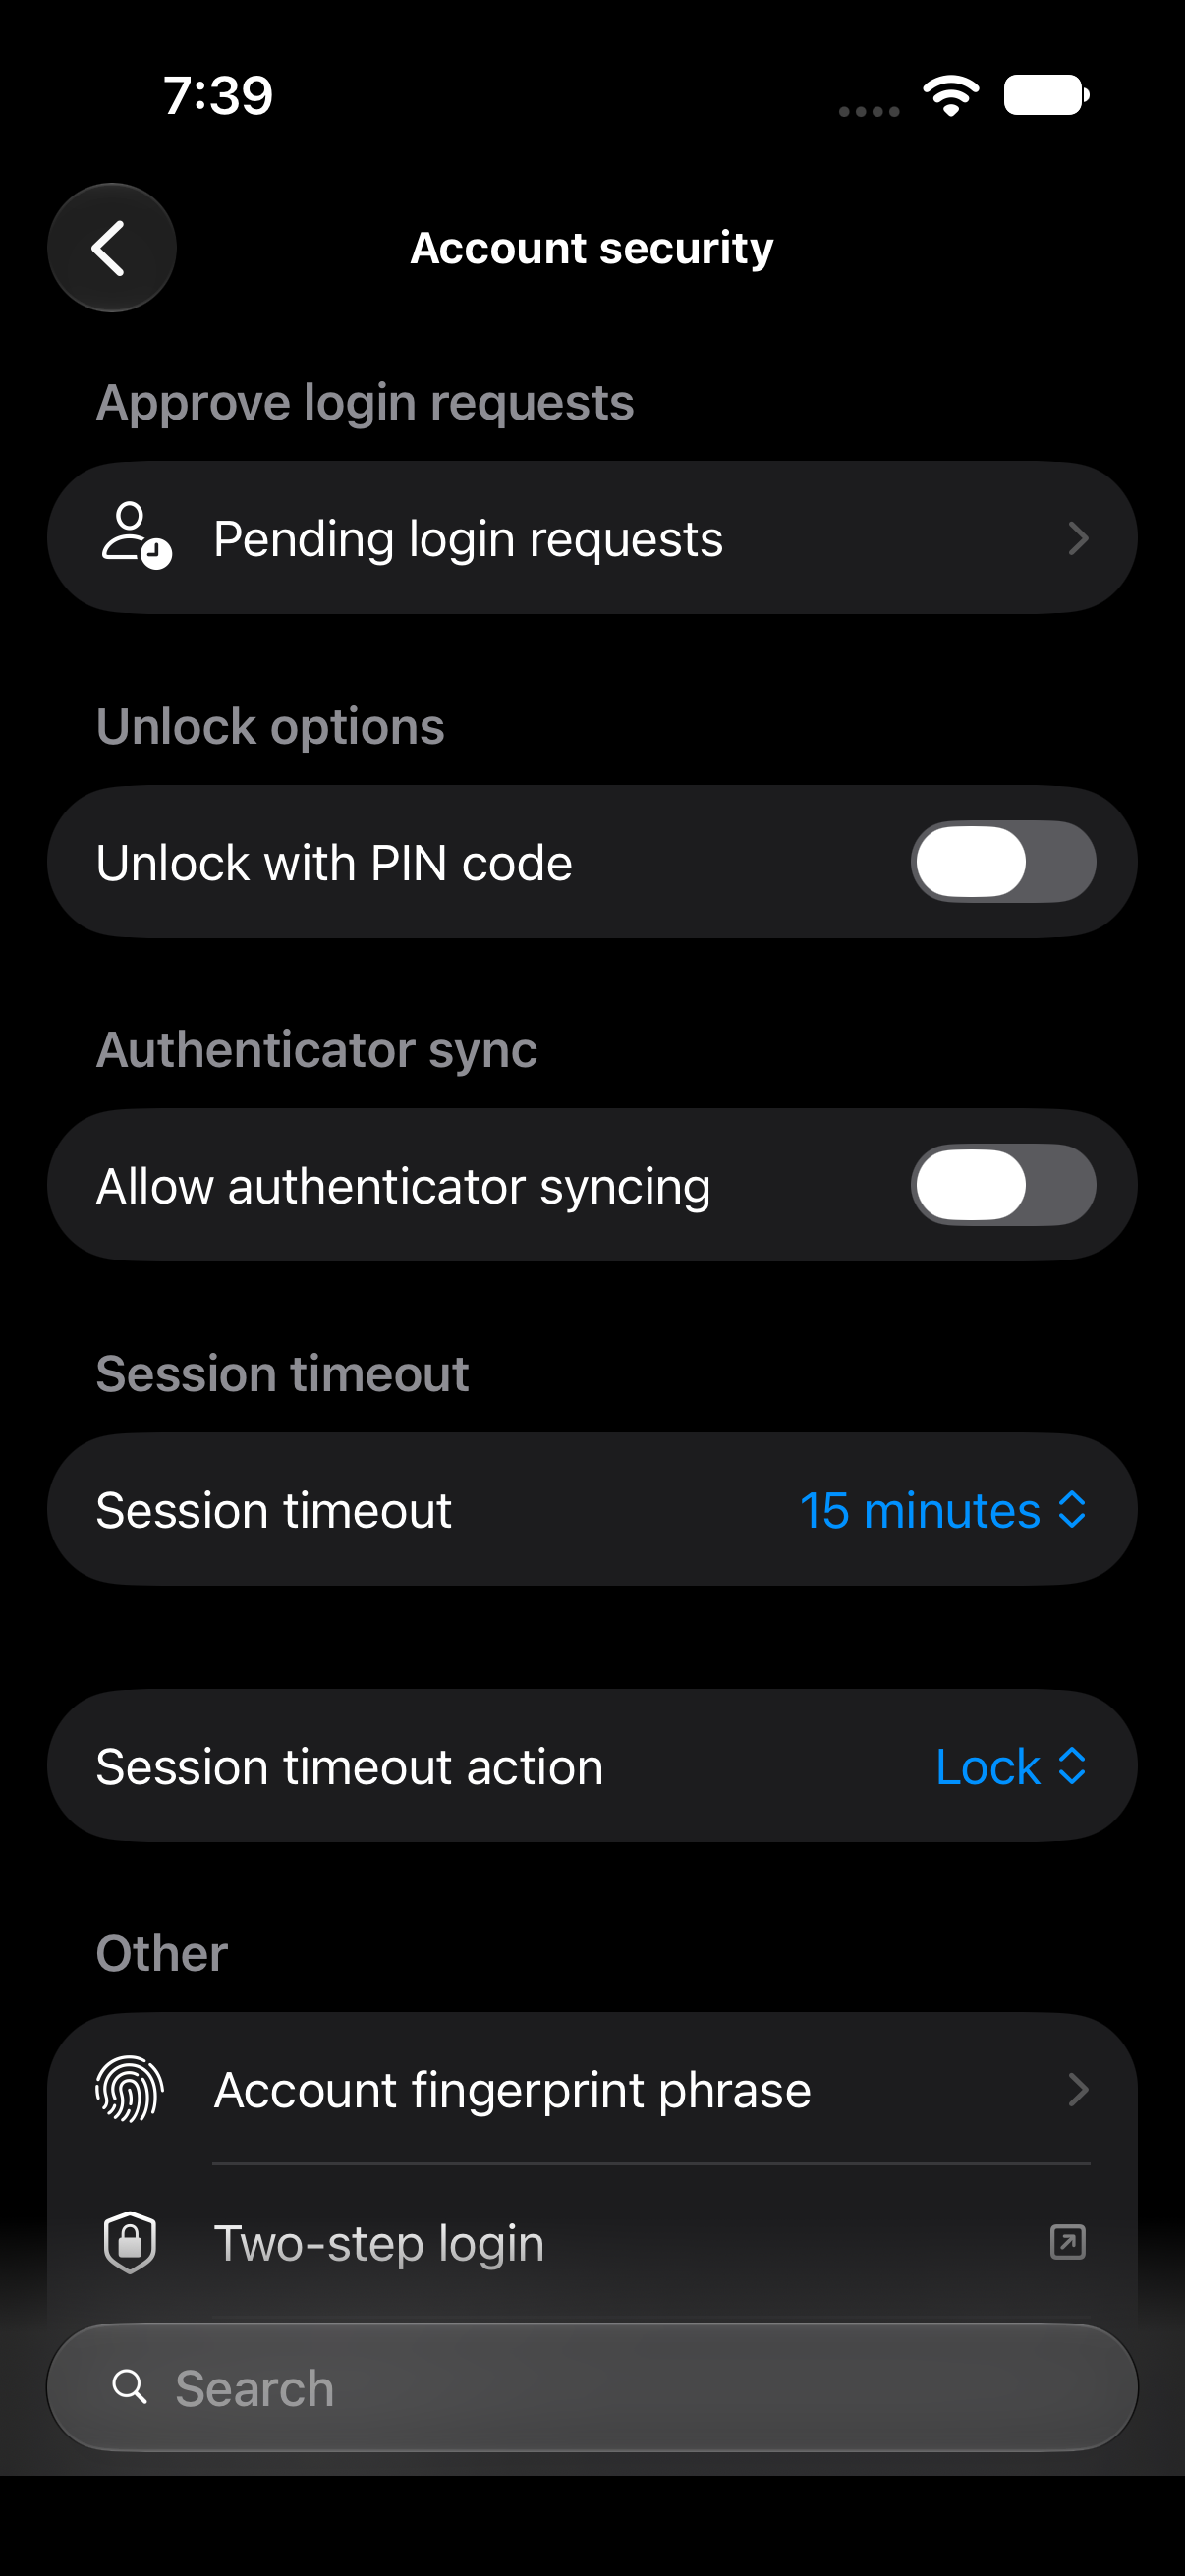 7:39
Account security
Approve login requests
Pending login requests
Unlock options
Unlock with PIN code
Authenticator sync
Allow authenticator syncing
Session timeout
Session timeout 15 minutes
Session timeout action Lock
Other
Account fingerprint phrase
Two-step login
Search